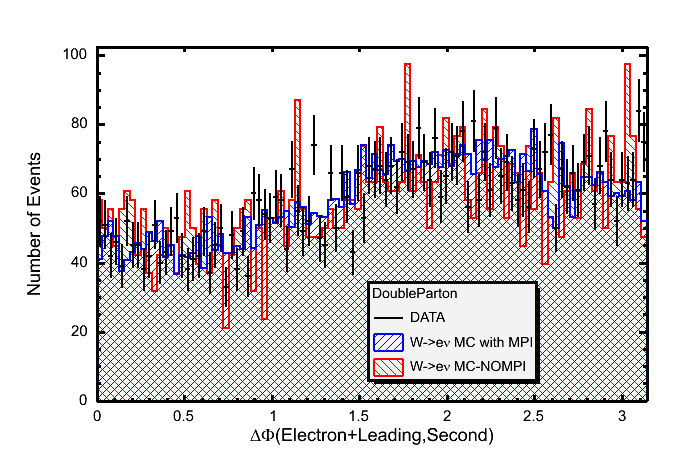 100
80
60
40
20
0
Number of Events
DoubleParton
DATA
W->eν MC with MPI
W->eν MC-NOMPI
0 0.5 1 1.5 2 2.5 3
ΔΦ(Electron+Leading,Second)